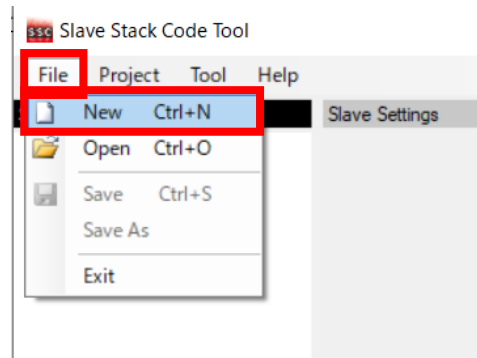 SSC Slave Stack Code Tool
File Project Tool Help
New Ctrl+N
Slave Settings
Open Ctrl+O
Save Ctrl+S
Save As
Exit